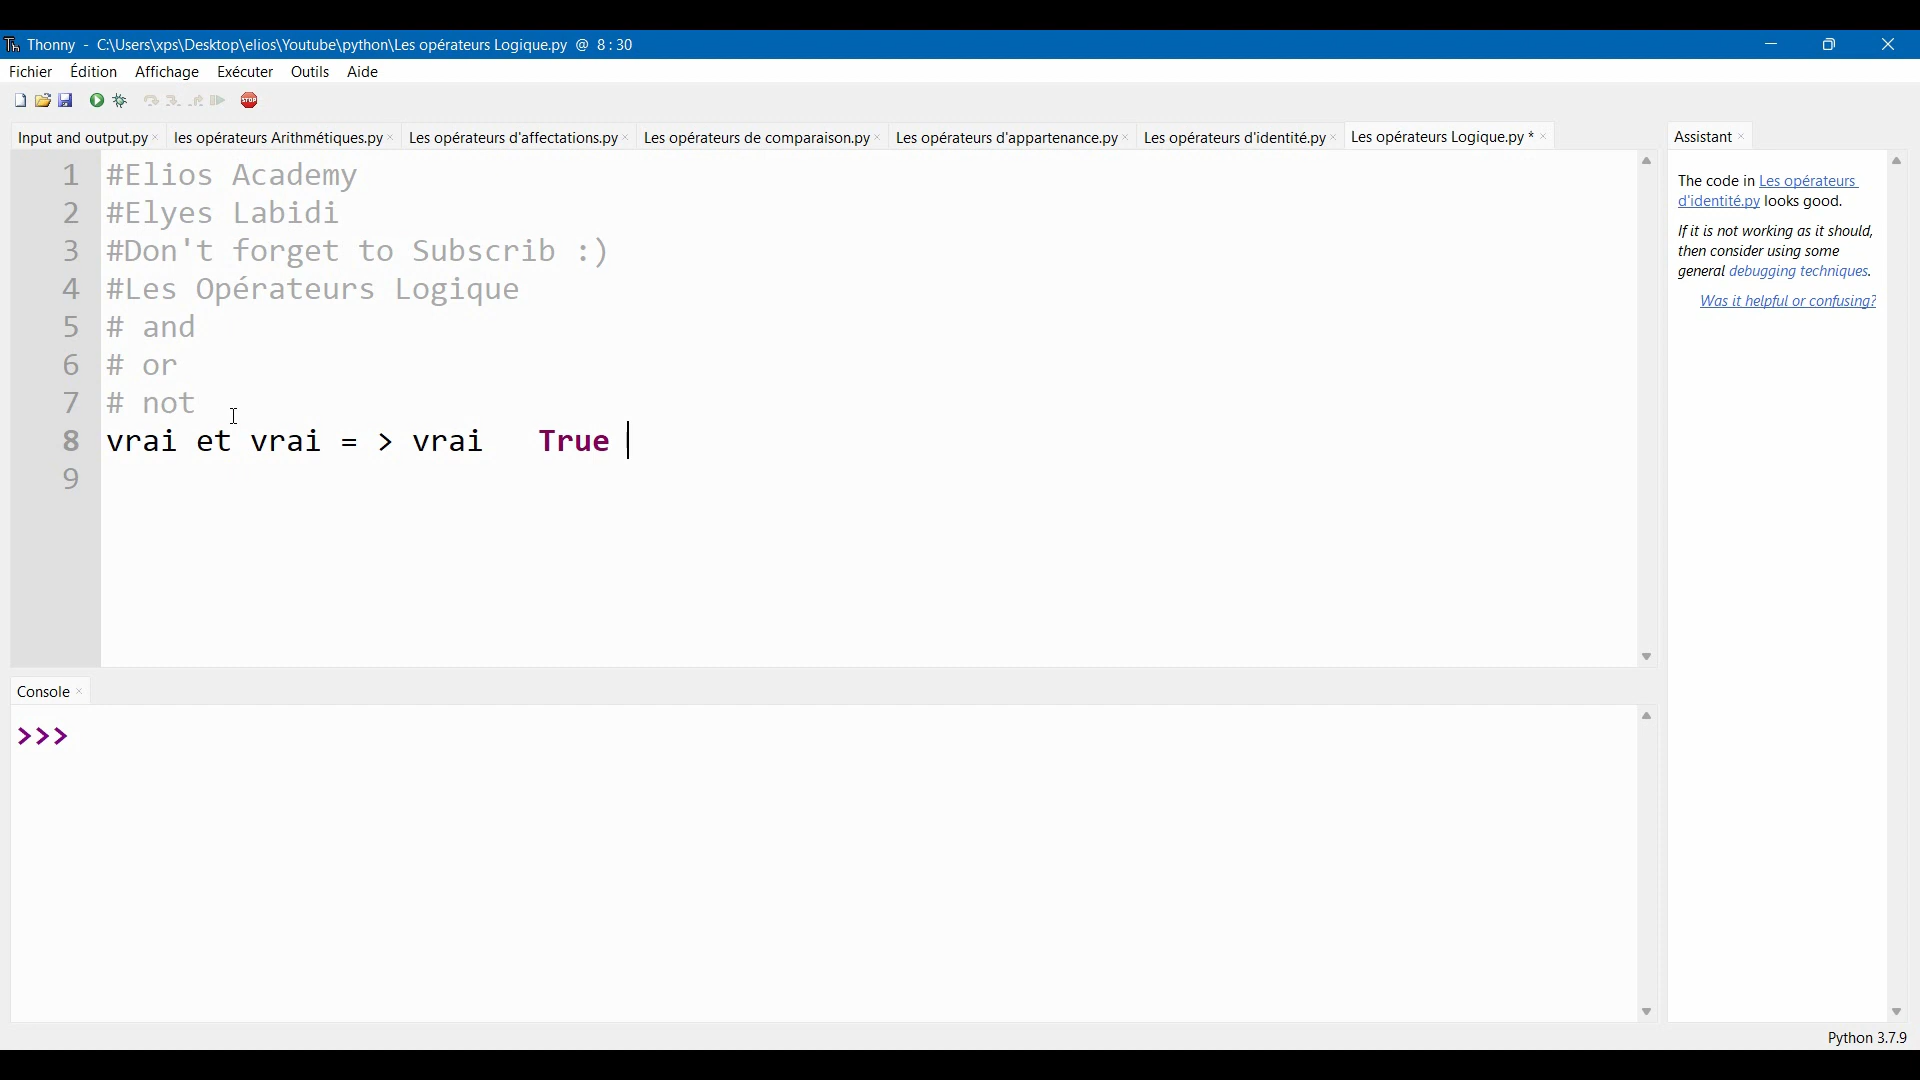 Thonny - C:\Users\xps\Desktop\elios\Youtube\python\Les opérateurs Logique.py @ 8 : 30
Fichier Édition Affichage Exécuter Outils Aide
STOP
Input and output.py × les opérateurs Arithmétiques.py × Les opérateurs d'affectations.py × Les opérateurs de comparaison.py × Les opérateurs d'appartenance.py × Les opérateurs d'identité.py × Les opérateurs Logique.py * ×
1 #Elios Academy
2 #Elyes Labidi
3 #Don't forget to Subscrib :)
4 #Les Opérateurs Logique
5 # and
6 # or
7 # not
8 vrai et vrai = > vrai   True
9
Console ×
>>>
Assistant ×
The code in Les opérateurs
d'identité.py looks good.
If it is not working as it should,
then consider using some
general debugging techniques.
Was it helpful or confusing?
Python 3.7.9